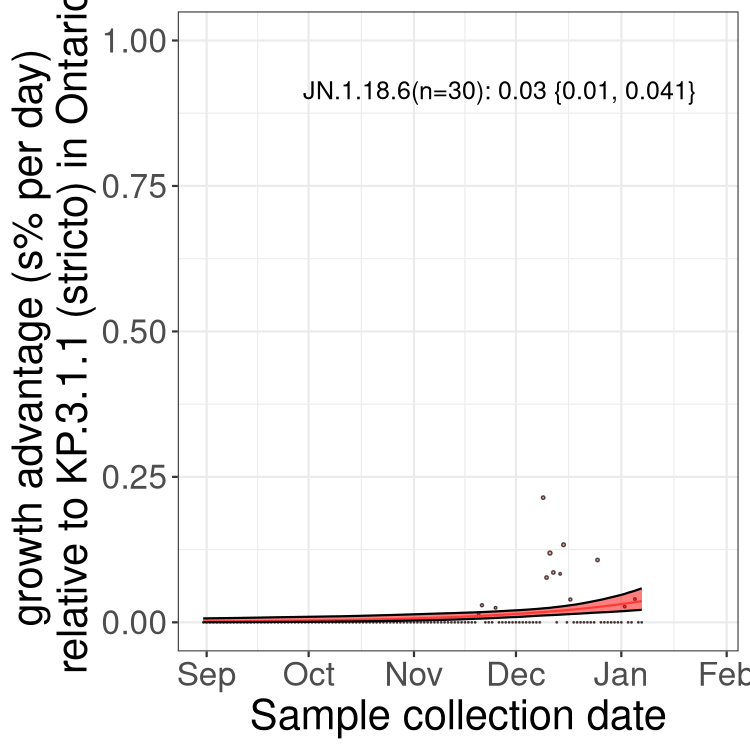 growth advantage (s% per day)
relative to KP.3.1.1 (stricto) in Ontario
1.00
0.75
0.50
0.25
0.00
JN.1.18.6(n=30): 0.03 {0.01, 0.041}
Sep Oct Nov Dec Jan Feb
Sample collection date